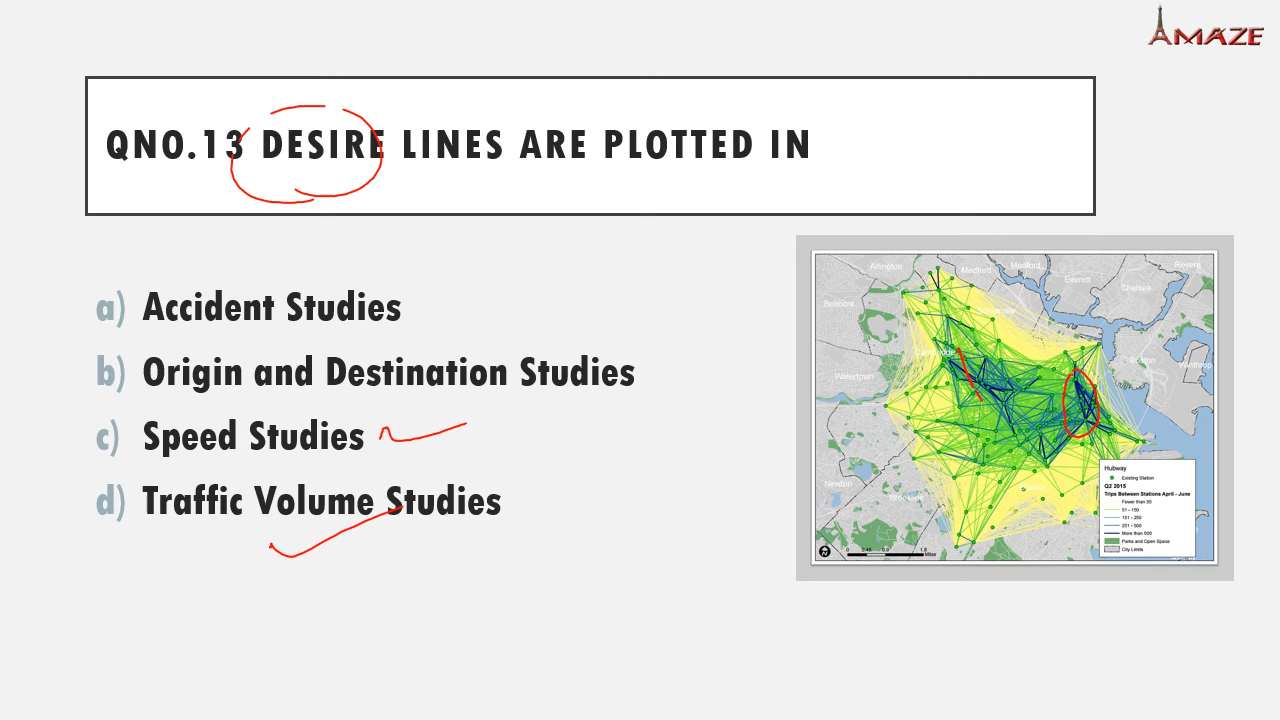 AMAZE
QNO.13 DESIRE LINES ARE PLOTTED IN
a) Accident Studies
b) Origin and Destination Studies
c) Speed Studies
d) Traffic Volume Studies
Arlington
Medford
Medford
Revere
Everett
Chelsea
Belmont
Watertown
Boston
Winthrop
Newton
Brookline
Hubway
Existing Station
Q2 2015
Trips Between Stations April - June
Fewer than 50
51 - 150
151 - 250
251 - 500
More than 500
Parks and Open Space
City Limits
Miles